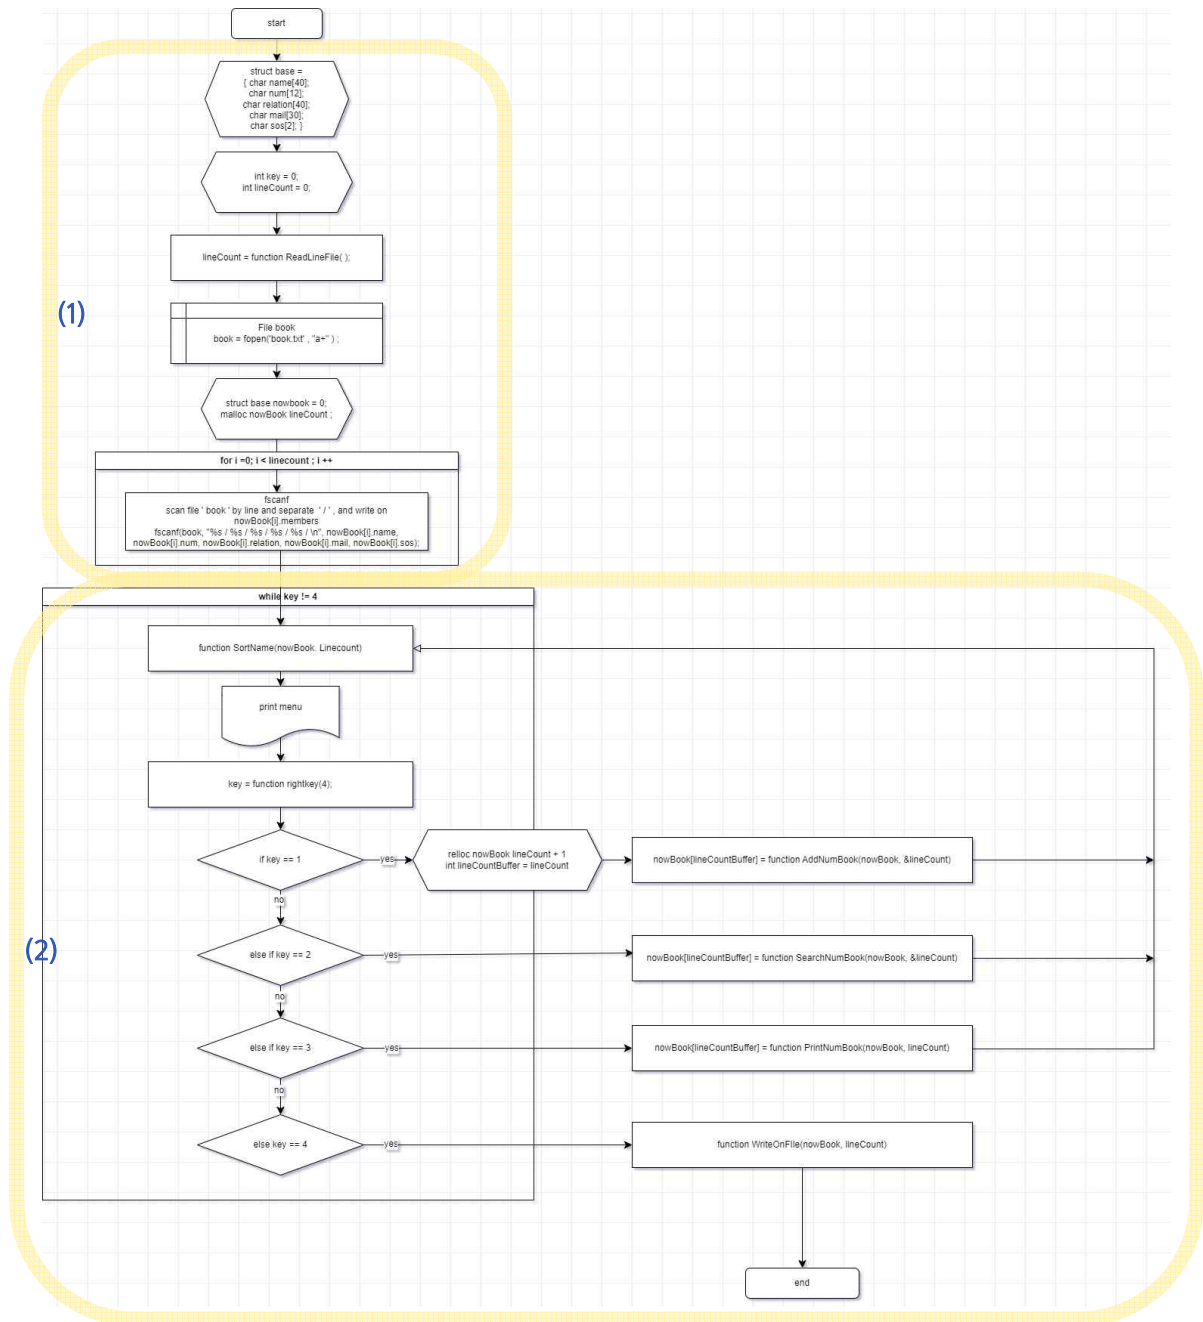 start
struct base =
{ char name[40];
char num[12];
char relation[40];
char mail[30];
char sos[2]; }
int key = 0;
int lineCount = 0;
lineCount = function ReadLineFile( );
(1)
File book
book = fopen('book.txt' , "a+" ) ;
struct base nowbook = 0;
malloc nowBook lineCount ;
for i =0; i < linecount ; i ++
fscanf
scan file ' book ' by line and separate ' / ' , and write on
nowBook[i].members
fscanf(book, "%s / %s / %s / %s / %s / \n", nowBook[i].name,
nowBook[i].num, nowBook[i].relation, nowBook[i].mail, nowBook[i].sos);
while key != 4
function SortName(nowBook. Linecount)
print menu
key = function rightkey(4);
if key == 1
yes
relloc nowBook lineCount + 1
int lineCountBuffer = lineCount
nowBook[lineCountBuffer] = function AddNumBook(nowBook, &lineCount)
no
(2)
else if key == 2
yes
nowBook[lineCountBuffer] = function SearchNumBook(nowBook, &lineCount)
no
else if key == 3
yes
nowBook[lineCountBuffer] = function PrintNumBook(nowBook, lineCount)
no
else key == 4
yes
function WriteOnFIle(nowBook, lineCount)
end